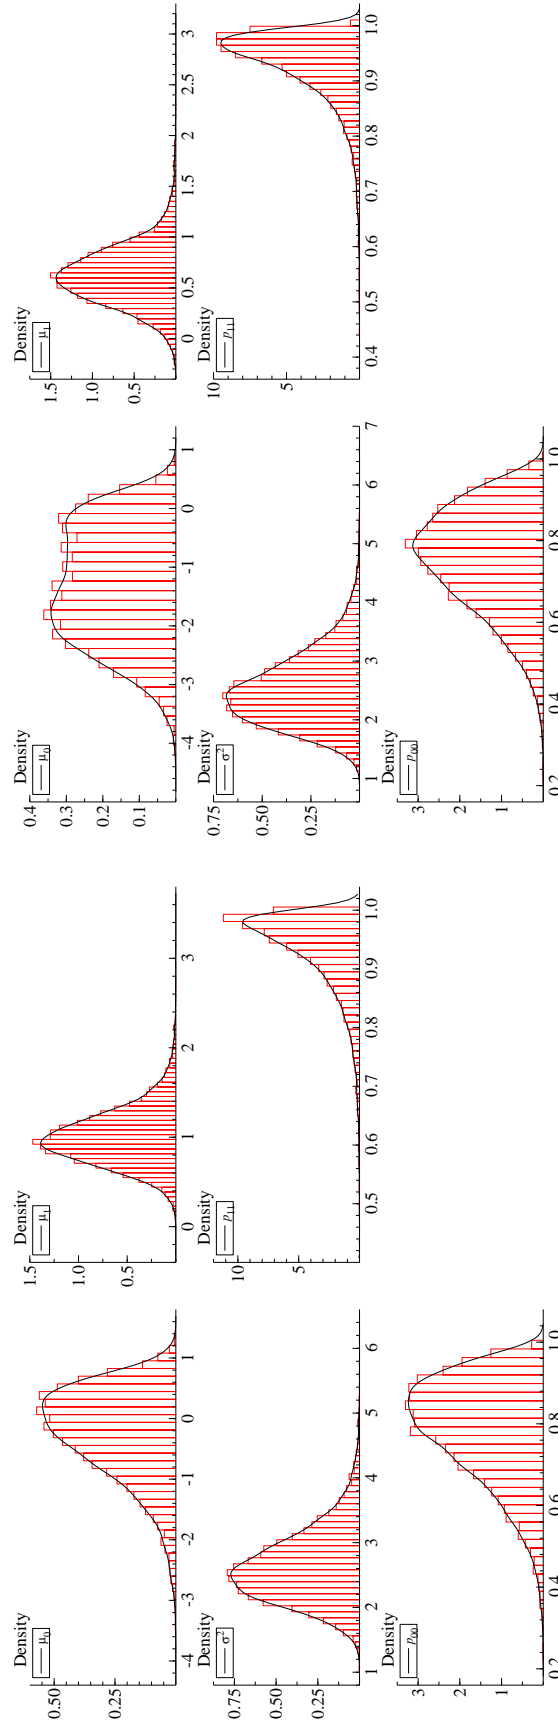 Density
μ₀
0.50
0.25
-4 -3 -2 -1 0 1
Density
μ₁
1.5
1.0
0.5
0 1 2 3
Density
μ₀
0.4
0.3
0.2
0.1
-4 -3 -2 -1 0 1
Density
μ₁
1.5
1.0
0.5
0 0.5 1 1.5 2 2.5 3
Density
σ²
0.75
0.50
0.25
1 2 3 4 5 6
Density
p₁₁
10
5
0.5 0.6 0.7 0.8 0.9 1.0
Density
σ²
0.75
0.50
0.25
1 2 3 4 5 6 7
Density
p₁₁
10
5
0.4 0.5 0.6 0.7 0.8 0.9 1.0
Density
p₀₀
3
2
1
0.2 0.4 0.6 0.8 1.0
Density
p₀₀
3
2
1
0.2 0.4 0.6 0.8 1.0